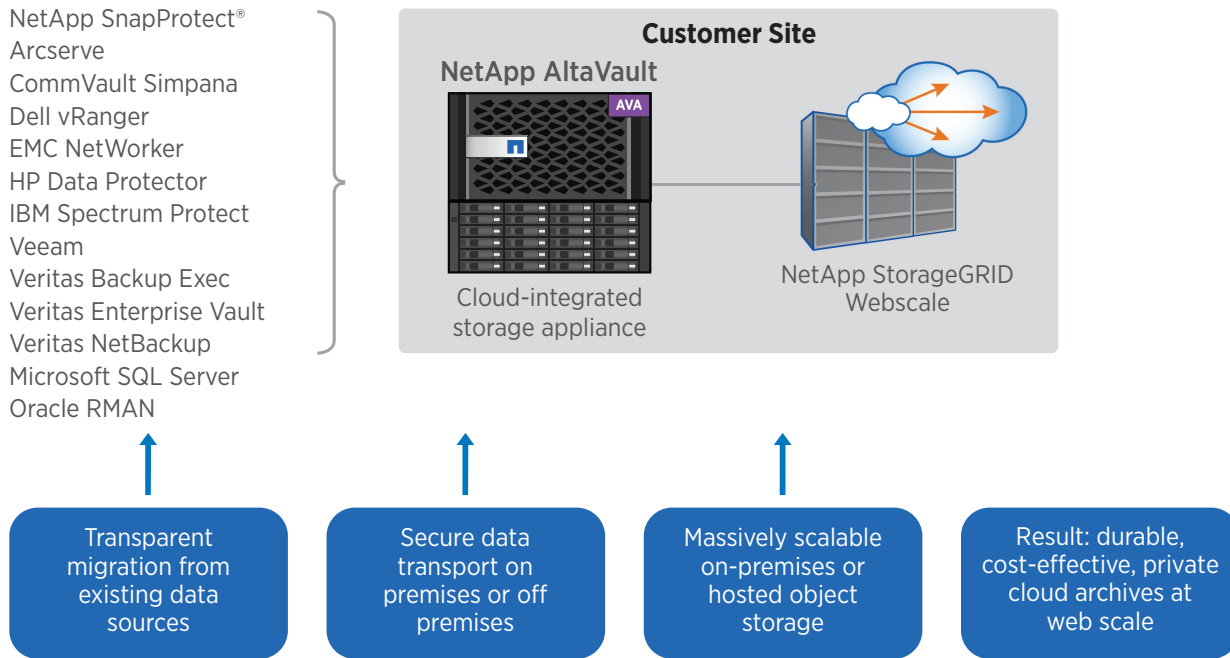 NetApp SnapProtect®
Arcserve
CommVault Simpana
Dell vRanger
EMC NetWorker
HP Data Protector
IBM Spectrum Protect
Veeam
Veritas Backup Exec
Veritas Enterprise Vault
Veritas NetBackup
Microsoft SQL Server
Oracle RMAN
Customer Site
NetApp AltaVault
AVA
Cloud-integrated
storage appliance
NetApp StorageGRID
Webscale
Transparent
migration from
existing data
sources
Secure data
transport on
premises or off
premises
Massively scalable
on-premises or
hosted object
storage
Result: durable,
cost-effective, private
cloud archives at
web scale